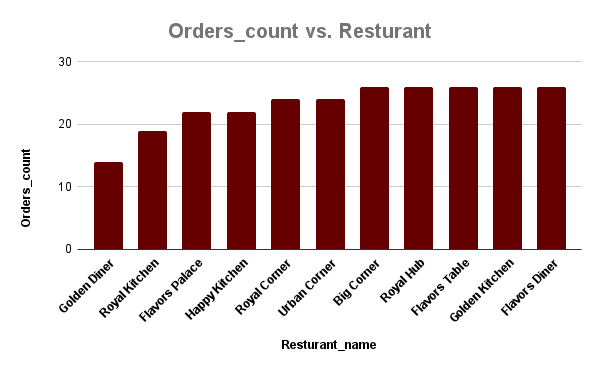 Orders_count vs. Resturant
30
20
10
0
Orders_count
Golden Diner
Royal Kitchen
Flavors Palace
Happy Kitchen
Royal Corner
Urban Corner
Big Corner
Royal Hub
Flavors Table
Golden Kitchen
Flavors Diner
Resturant_name